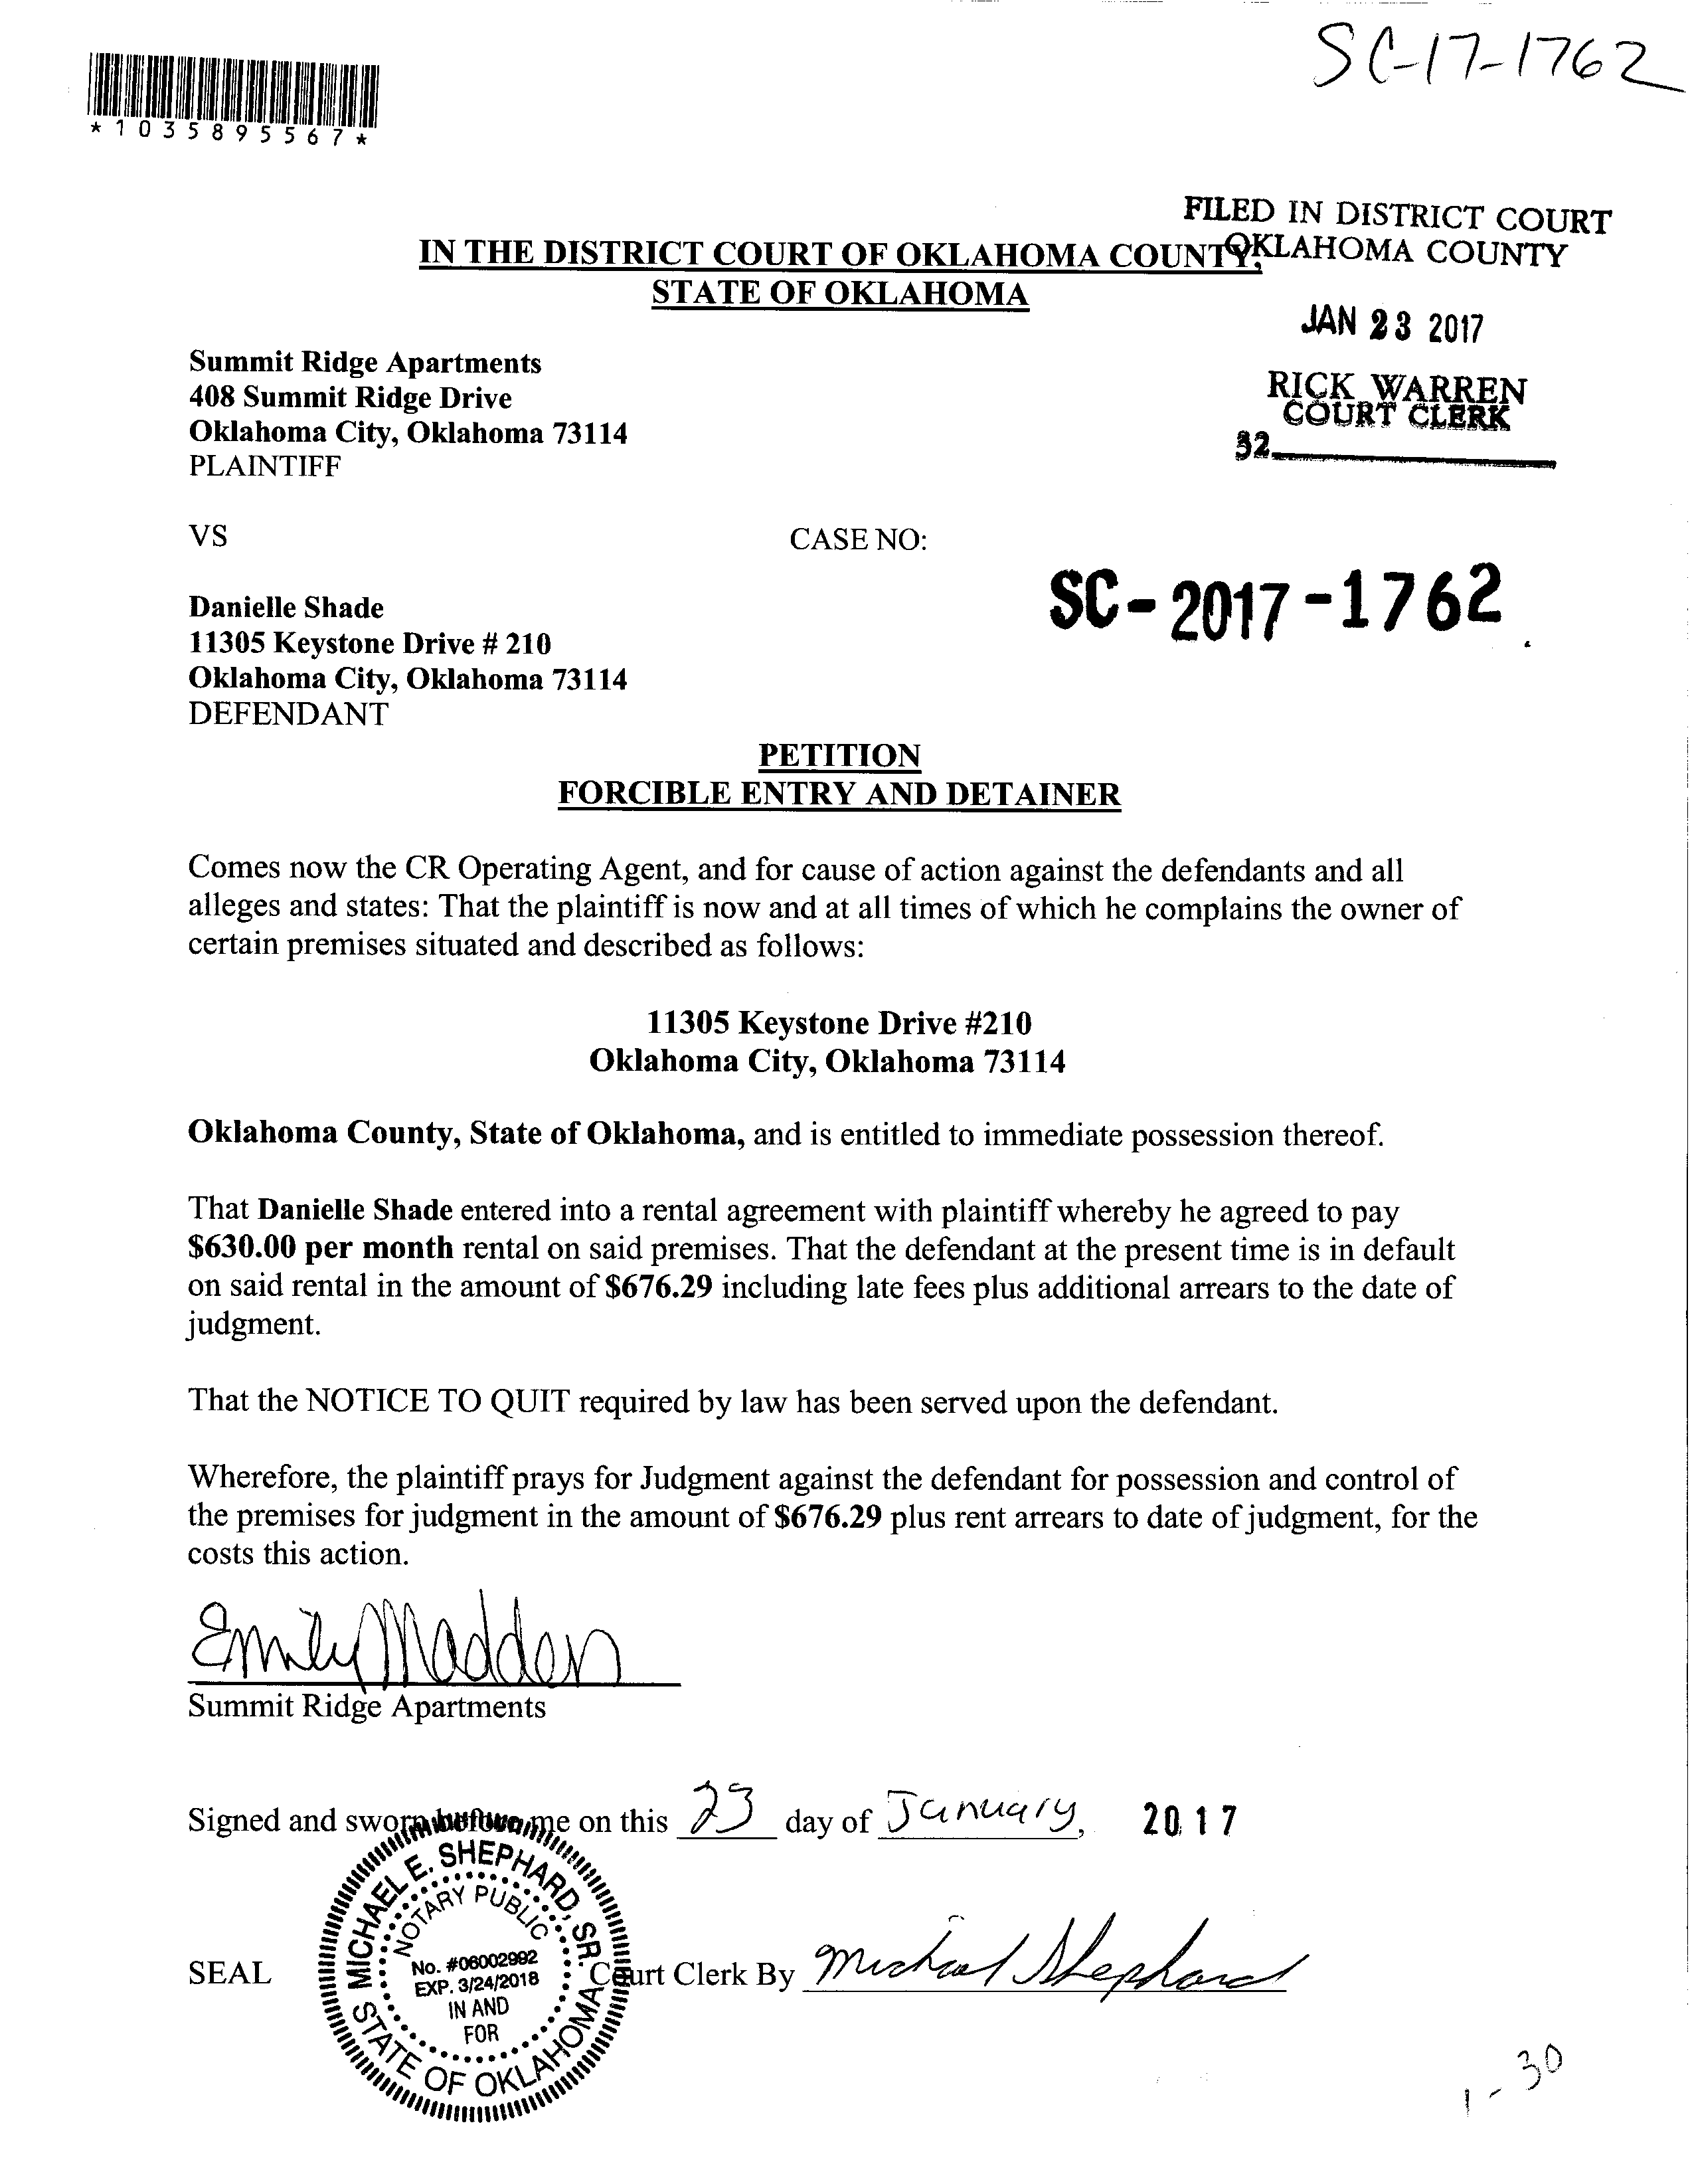 SC-17-1762
*1035895567*
FILED IN DISTRICT COURT
OKLAHOMA COUNTY
IN THE DISTRICT COURT OF OKLAHOMA COUNTY,
STATE OF OKLAHOMA
JAN 23 2017
RICK WARREN
COURT CLERK
32
Summit Ridge Apartments
408 Summit Ridge Drive
Oklahoma City, Oklahoma 73114
PLAINTIFF
VS
CASE NO:
SC-2017-1762
Danielle Shade
11305 Keystone Drive # 210
Oklahoma City, Oklahoma 73114
DEFENDANT
PETITION
FORCIBLE ENTRY AND DETAINER
Comes now the CR Operating Agent, and for cause of action against the defendants and all
alleges and states: That the plaintiff is now and at all times of which he complains the owner of
certain premises situated and described as follows:
11305 Keystone Drive #210
Oklahoma City, Oklahoma 73114
Oklahoma County, State of Oklahoma, and is entitled to immediate possession thereof.
That Danielle Shade entered into a rental agreement with plaintiff whereby he agreed to pay
$630.00 per month rental on said premises. That the defendant at the present time is in default
on said rental in the amount of $676.29 including late fees plus additional arrears to the date of
judgment.
That the NOTICE TO QUIT required by law has been served upon the defendant.
Wherefore, the plaintiff prays for Judgment against the defendant for possession and control of
the premises for judgment in the amount of $676.29 plus rent arrears to date of judgment, for the
costs this action.
Emily Madden
Summit Ridge Apartments
Signed and sworn before me on this 23 day of January, 2017
MICHAEL E. SHEPHARD, SR.
NOTARY PUBLIC
No. #06002992
EXP. 3/24/2018
IN AND
FOR
STATE OF OKLAHOMA
SEAL
Court Clerk By Michael Shephard
1-30